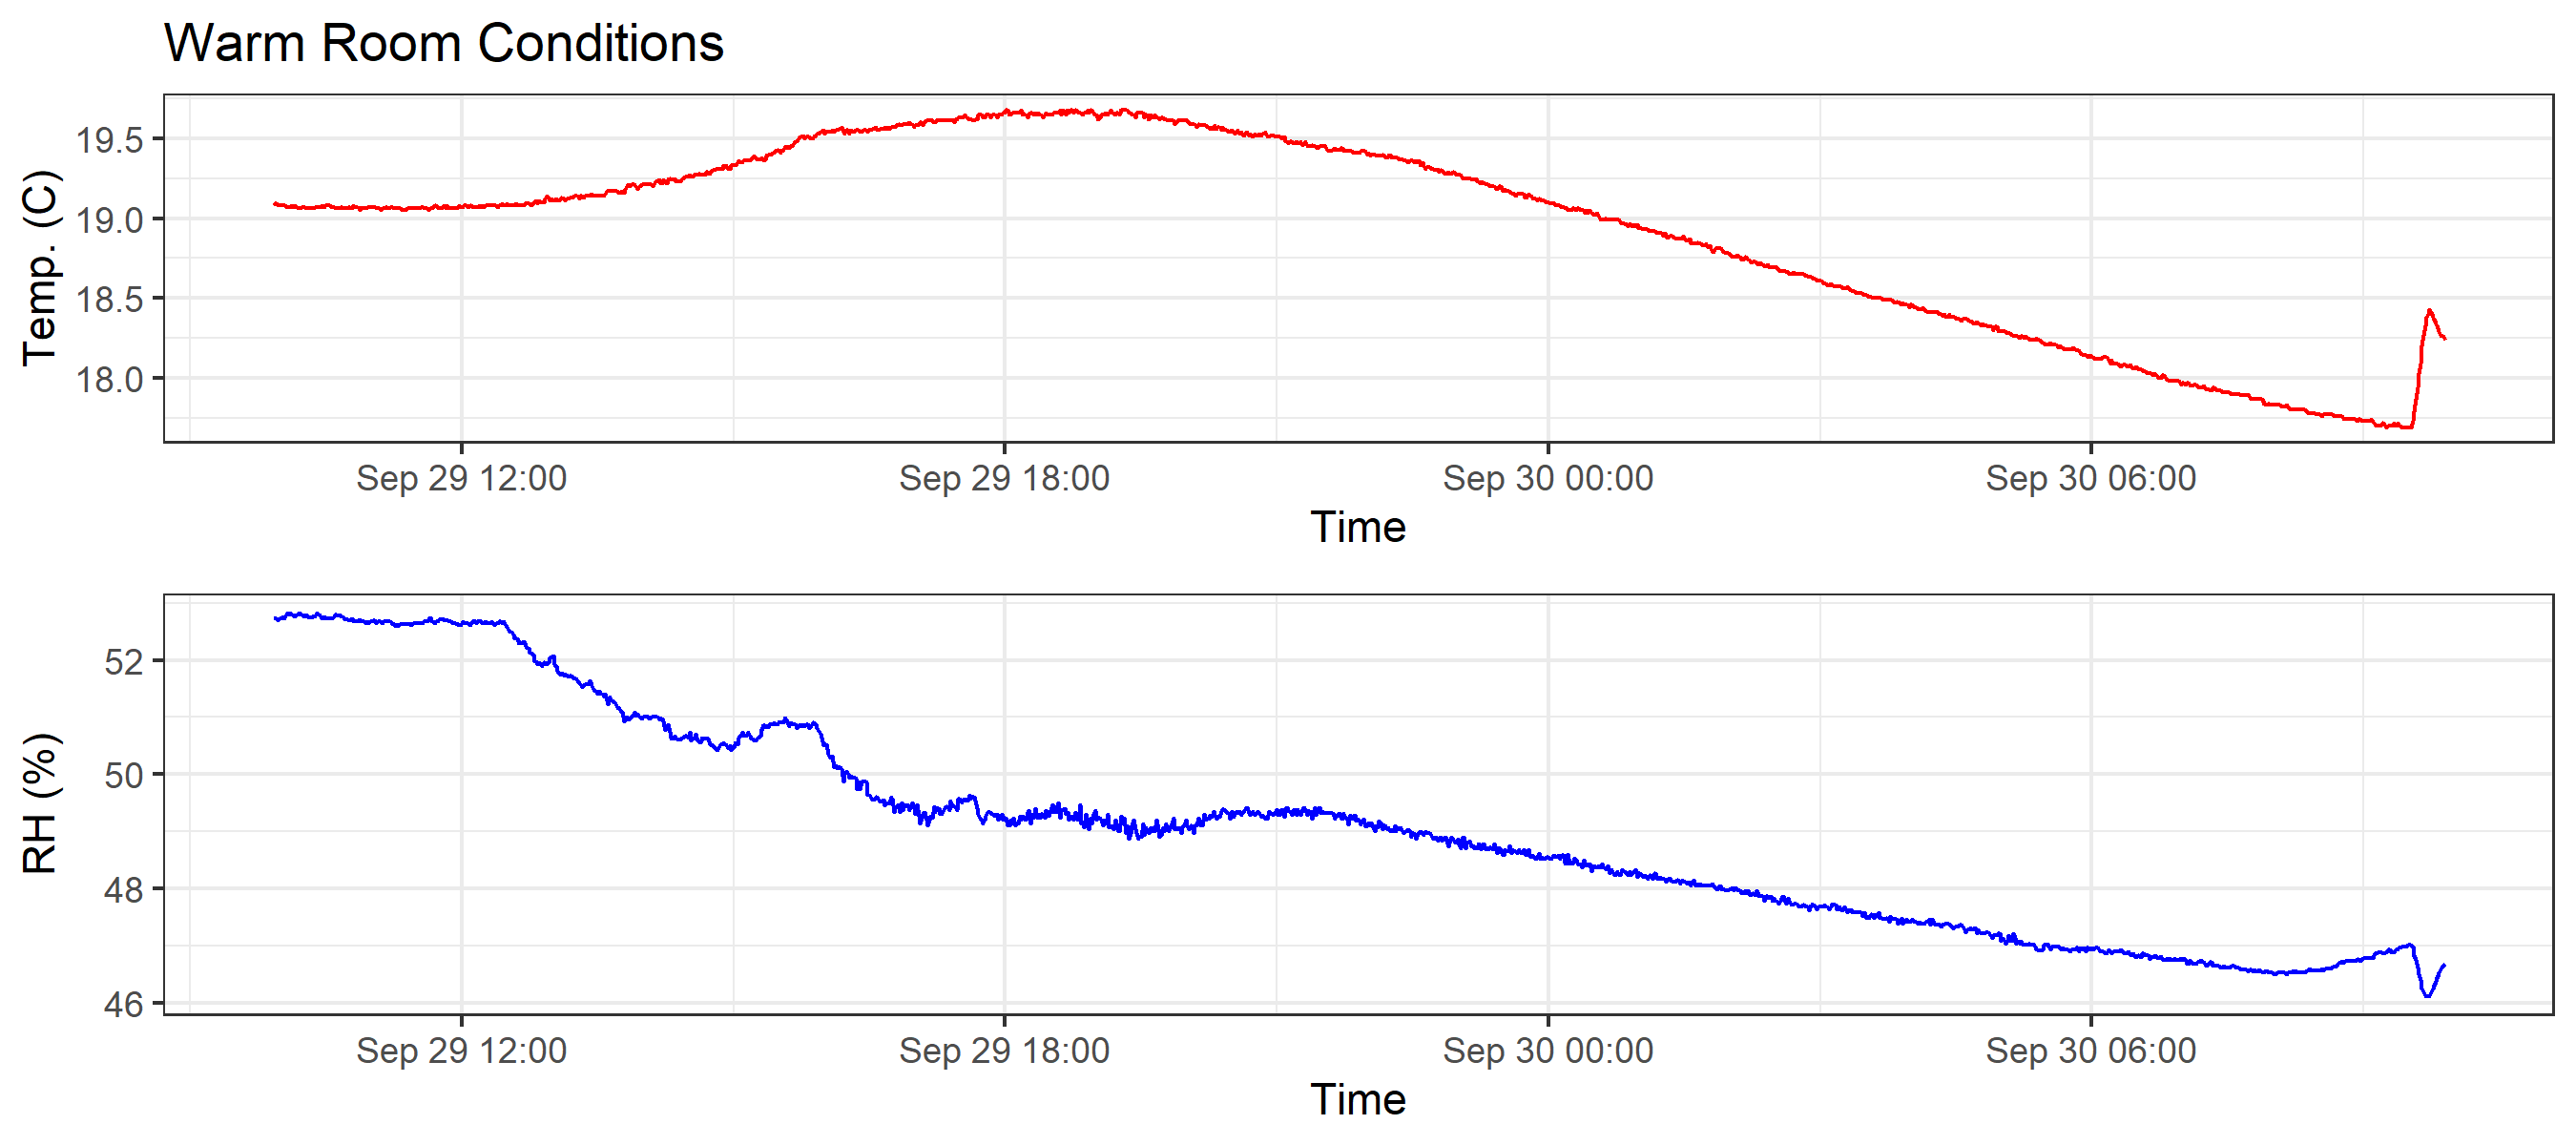 Warm Room Conditions
Temp. (C)
19.5
19.0
18.5
18.0
Sep 29 12:00 Sep 29 18:00 Sep 30 00:00 Sep 30 06:00
Time
RH (%)
52
50
48
46
Sep 29 12:00 Sep 29 18:00 Sep 30 00:00 Sep 30 06:00
Time